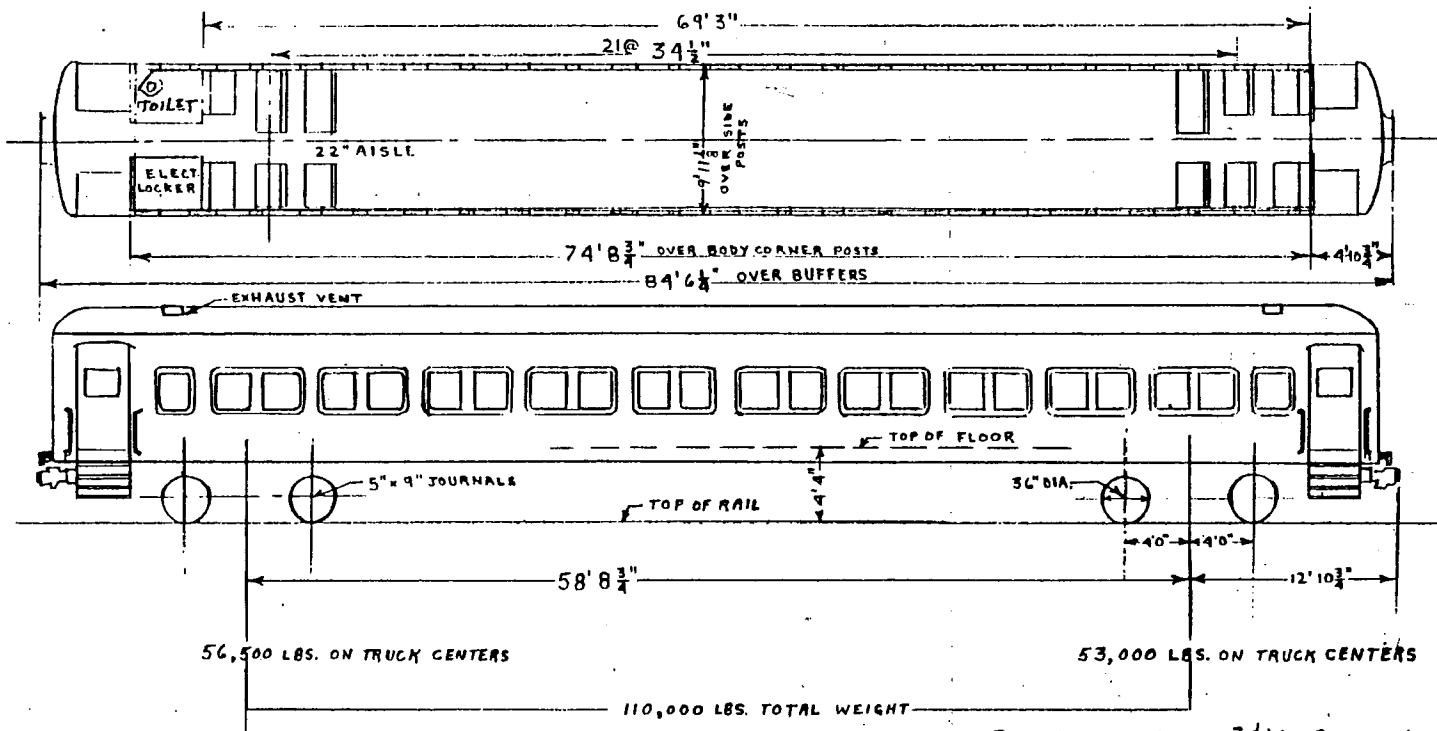 69'3"
21@ 34½"
TOILET
22" AISLE
9'11⅞" OVER SIDE POSTS
ELECT. LOCKER
74'8¾" OVER BODY CORNER POSTS
4'10¾"
84'6¼" OVER BUFFERS
EXHAUST VENT
TOP OF FLOOR
5"x9" JOURNALS
4'4"
36" DIA.
TOP OF RAIL
4'0"
4'0"
58'8¾"
12'10¾"
56,500 LBS. ON TRUCK CENTERS
53,000 LBS. ON TRUCK CENTERS
110,000 LBS. TOTAL WEIGHT